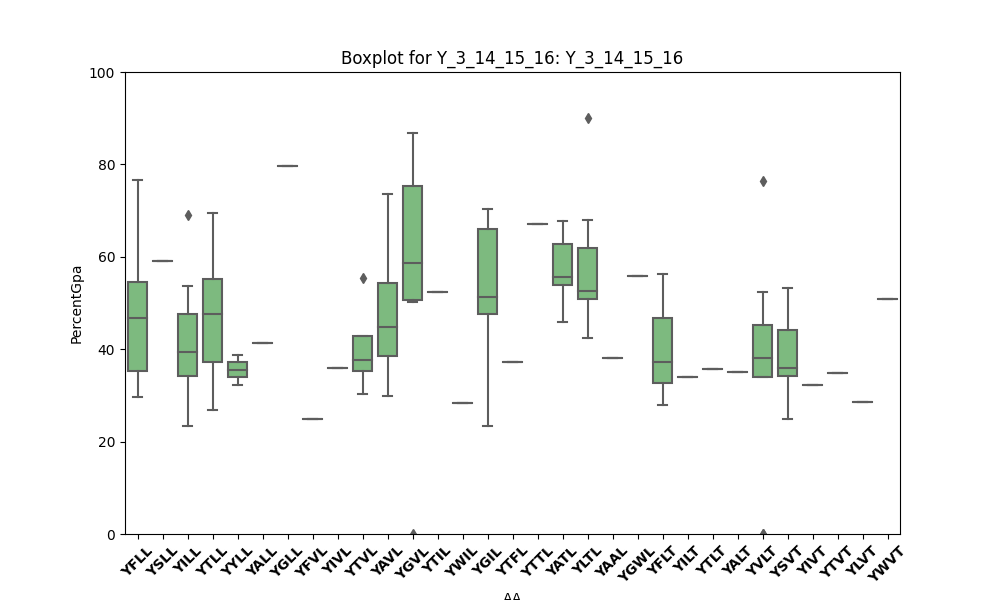 Boxplot for Y_3_14_15_16: Y_3_14_15_16
100
80
60
40
20
0
PercentGpa
YFLL YSLL YILL YTLL YYLL YALL YGLL YFVL YIVL YTVL YAVL YGVL YTIL YWIL YGIL YTFL YTTL YATL YLTL YAAL YGWL YFLT YILT YTLT YALT YVLT YSVT YIVT YTVT YLVT YWVT
AA